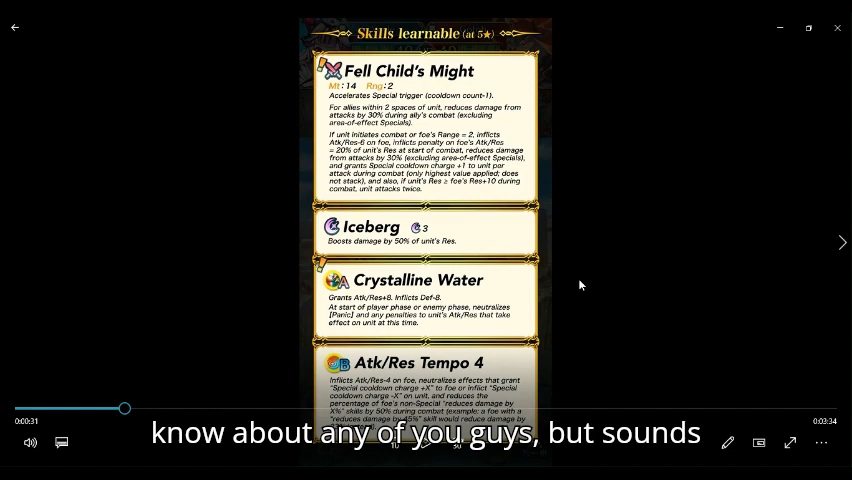 Skills learnable (at 5★)
Fell Child's Might
Mt:14 Rng:2
Accelerates Special trigger (cooldown count-1).
For allies within 2 spaces of unit, reduces damage from
attacks by 30% during ally's combat (excluding
area-of-effect Specials).
If unit initiates combat or foe's Range = 2, inflicts
Atk/Res-6 on foe, inflicts penalty on foe's Atk/Res
= 20% of unit's Res at start of combat, reduces damage
from attacks by 30% (excluding area-of-effect Specials),
and grants Special cooldown charge +1 to unit per
attack during combat (only highest value applied; does
not stack), and also, if unit's Res ≥ foe's Res+10 during
combat, unit attacks twice.
Iceberg 3
Boosts damage by 50% of unit's Res.
A Crystalline Water
Grants Atk/Res+8. Inflicts Def-8.
At start of player phase or enemy phase, neutralizes
[Panic] and any penalties to unit's Atk/Res that take
effect on unit at this time.
B Atk/Res Tempo 4
Inflicts Atk/Res-4 on foe, neutralizes effects that grant
"Special cooldown charge +X" to foe or inflict "Special
cooldown charge -X" on unit, and reduces the
percentage of foe's non-Special "reduces damage by
X%" skills by 50% during combat (example: a foe with a
"reduces damage by 45%" skill would reduce damage by
0:00:31
0:03:34
know about any of you guys, but sounds
10
30